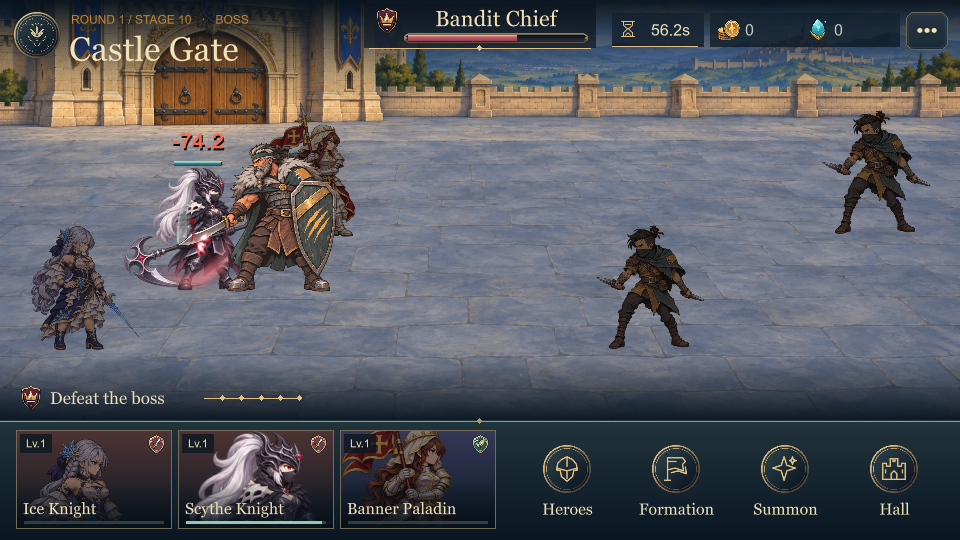 ROUND 1 / STAGE 10 · BOSS
Castle Gate
Bandit Chief
56.2s
0
0
-74.2
Defeat the boss
Lv.1
Ice Knight
Lv.1
Scythe Knight
Lv.1
Banner Paladin
Heroes
Formation
Summon
Hall